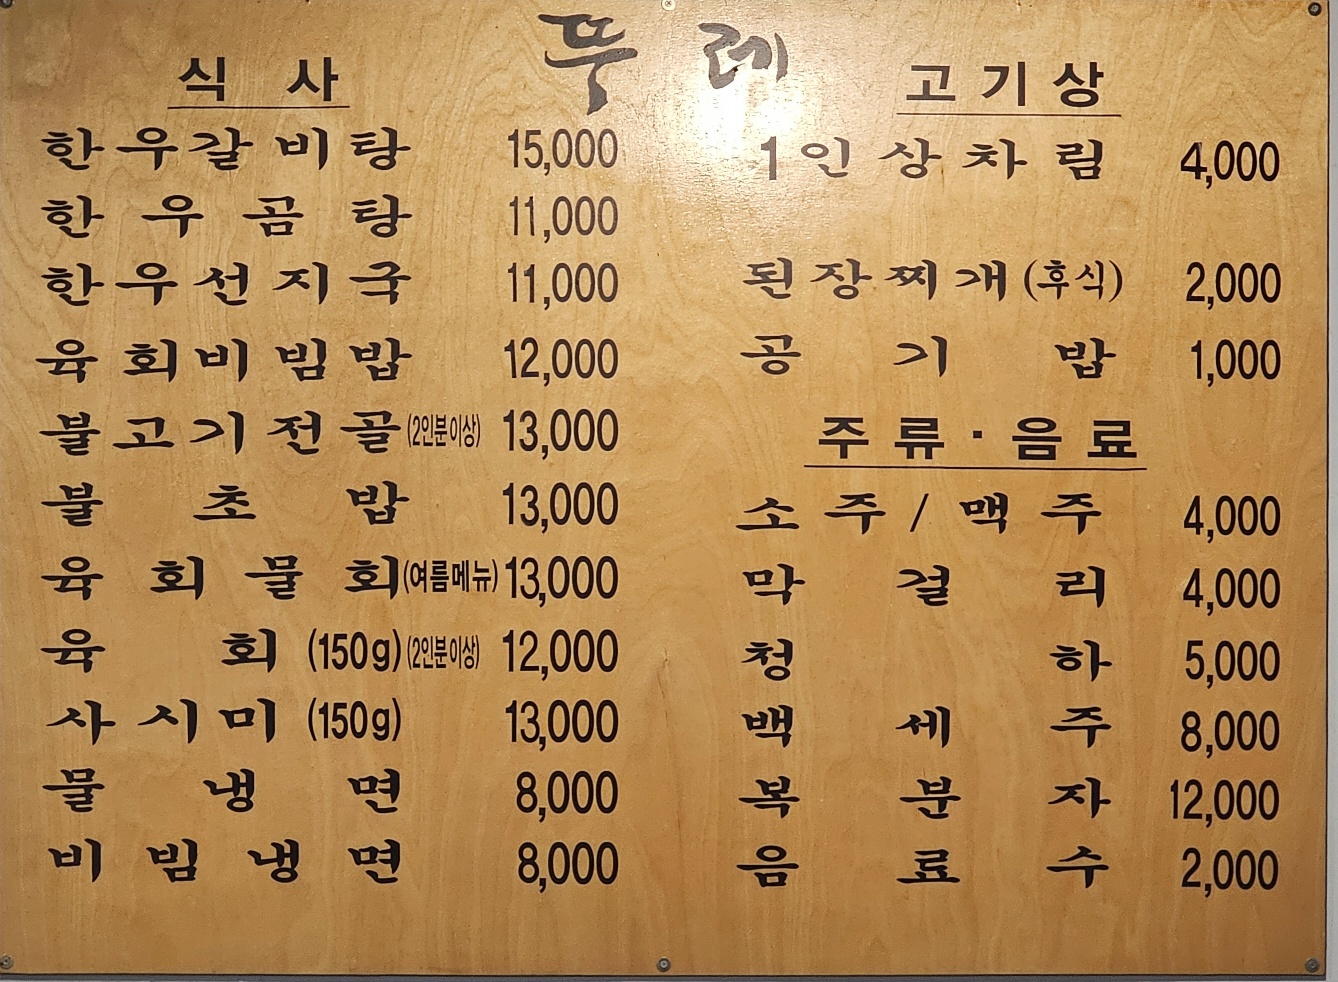 뚜레
식사
한우갈비탕 15,000
한우곰탕 11,000
한우선지국 11,000
육회비빔밥 12,000
불고기전골(2인분이상) 13,000
불초밥 13,000
육회물회(여름메뉴) 13,000
육회(150g)(2인분이상) 12,000
사시미(150g) 13,000
물냉면 8,000
비빔냉면 8,000
고기상
1인상차림 4,000
된장찌개(후식) 2,000
공기밥 1,000
주류·음료
소주/맥주 4,000
막걸리 4,000
청하 5,000
백세주 8,000
복분자 12,000
음료수 2,000